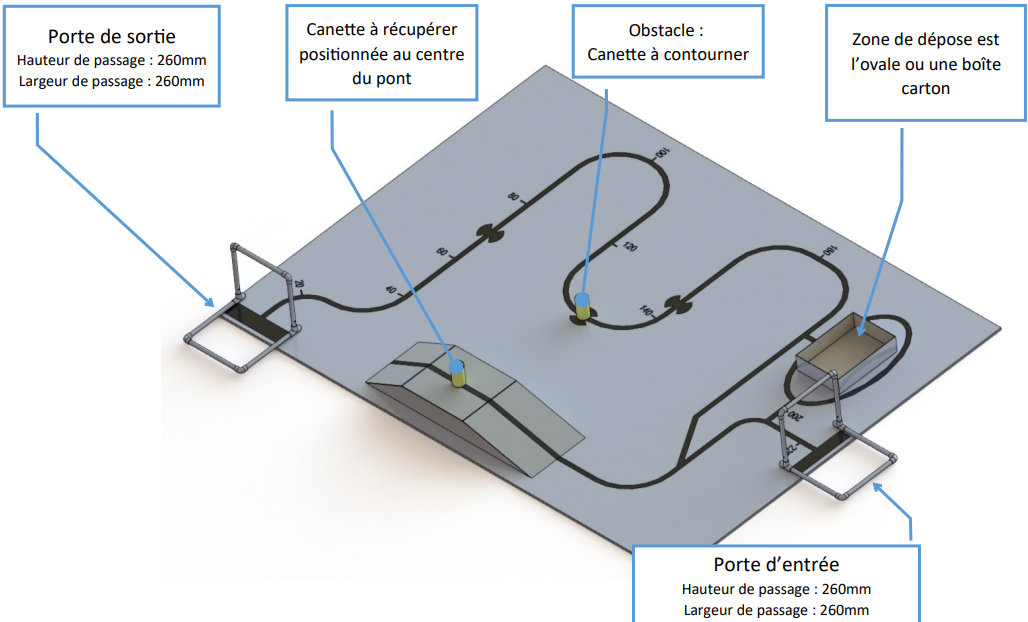 Porte de sortie
Hauteur de passage : 260mm
Largeur de passage : 260mm
Canette à récupérer
positionnée au centre
du pont
Obstacle :
Canette à contourner
Zone de dépose est
l’ovale ou une boîte
carton
100
80
60
40
20
120
140
160
200
Porte d’entrée
Hauteur de passage : 260mm
Largeur de passage : 260mm